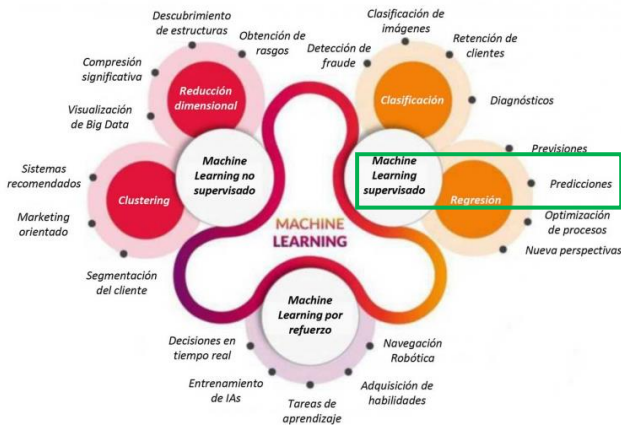 Descubrimiento
de estructuras
Obtención de
rasgos
Compresión
significativa
Visualización
de Big Data
Reducción
dimensional
Machine
Learning no
supervisado
Sistemas
recomendados
Marketing
orientado
Segmentación
del cliente
Clustering
Clasificación de
imágenes
Detección de
fraude
Retención de
clientes
Diagnósticos
Clasificación
Machine
Learning
supervisado
Previsiones
Predicciones
Regresión
Optimización
de procesos
Nueva perspectivas
MACHINE
LEARNING
Machine
Learning por
refuerzo
Decisiones en
tiempo real
Entrenamiento
de IAs
Tareas de
aprendizaje
Adquisición de
habilidades
Navegación
Robótica